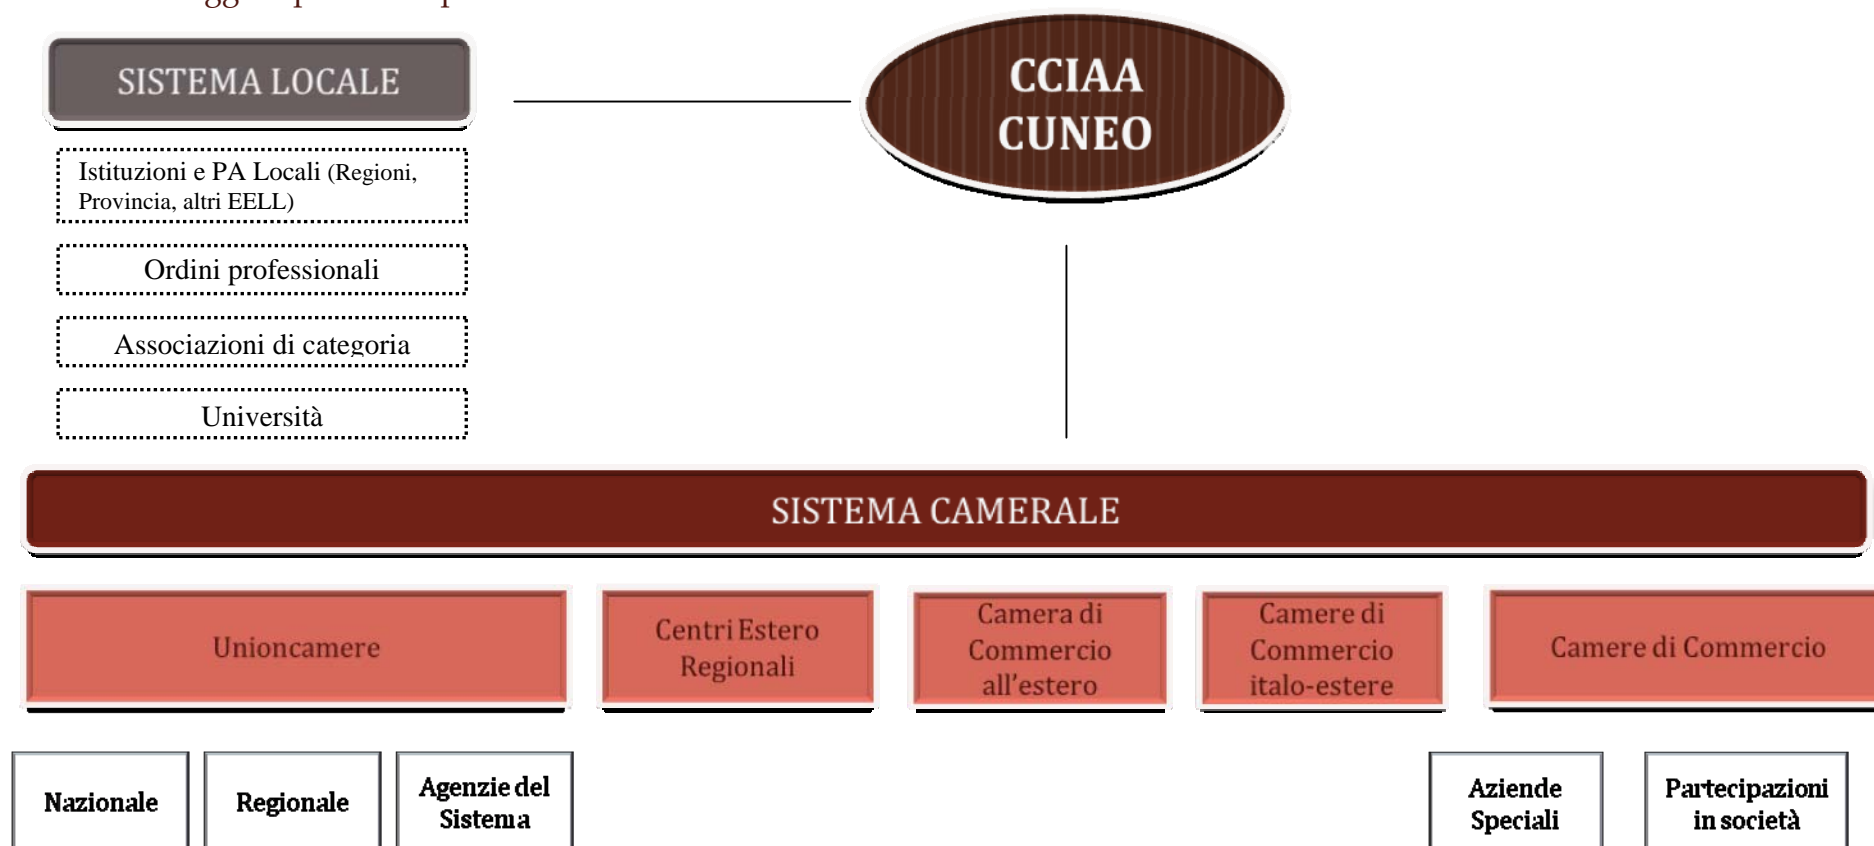 SISTEMA LOCALE
CCIAA
CUNEO
Istituzioni e PA Locali (Regioni,
Provincia, altri EELL)
Ordini professionali
Associazioni di categoria
Università
SISTEMA CAMERALE
Unioncamere
Centri Estero
Regionali
Camera di
Commercio
all'estero
Camere di
Commercio
italo-estere
Camere di Commercio
Nazionale
Regionale
Agenzie del
Sistema
Aziende
Speciali
Partecipazioni
in società